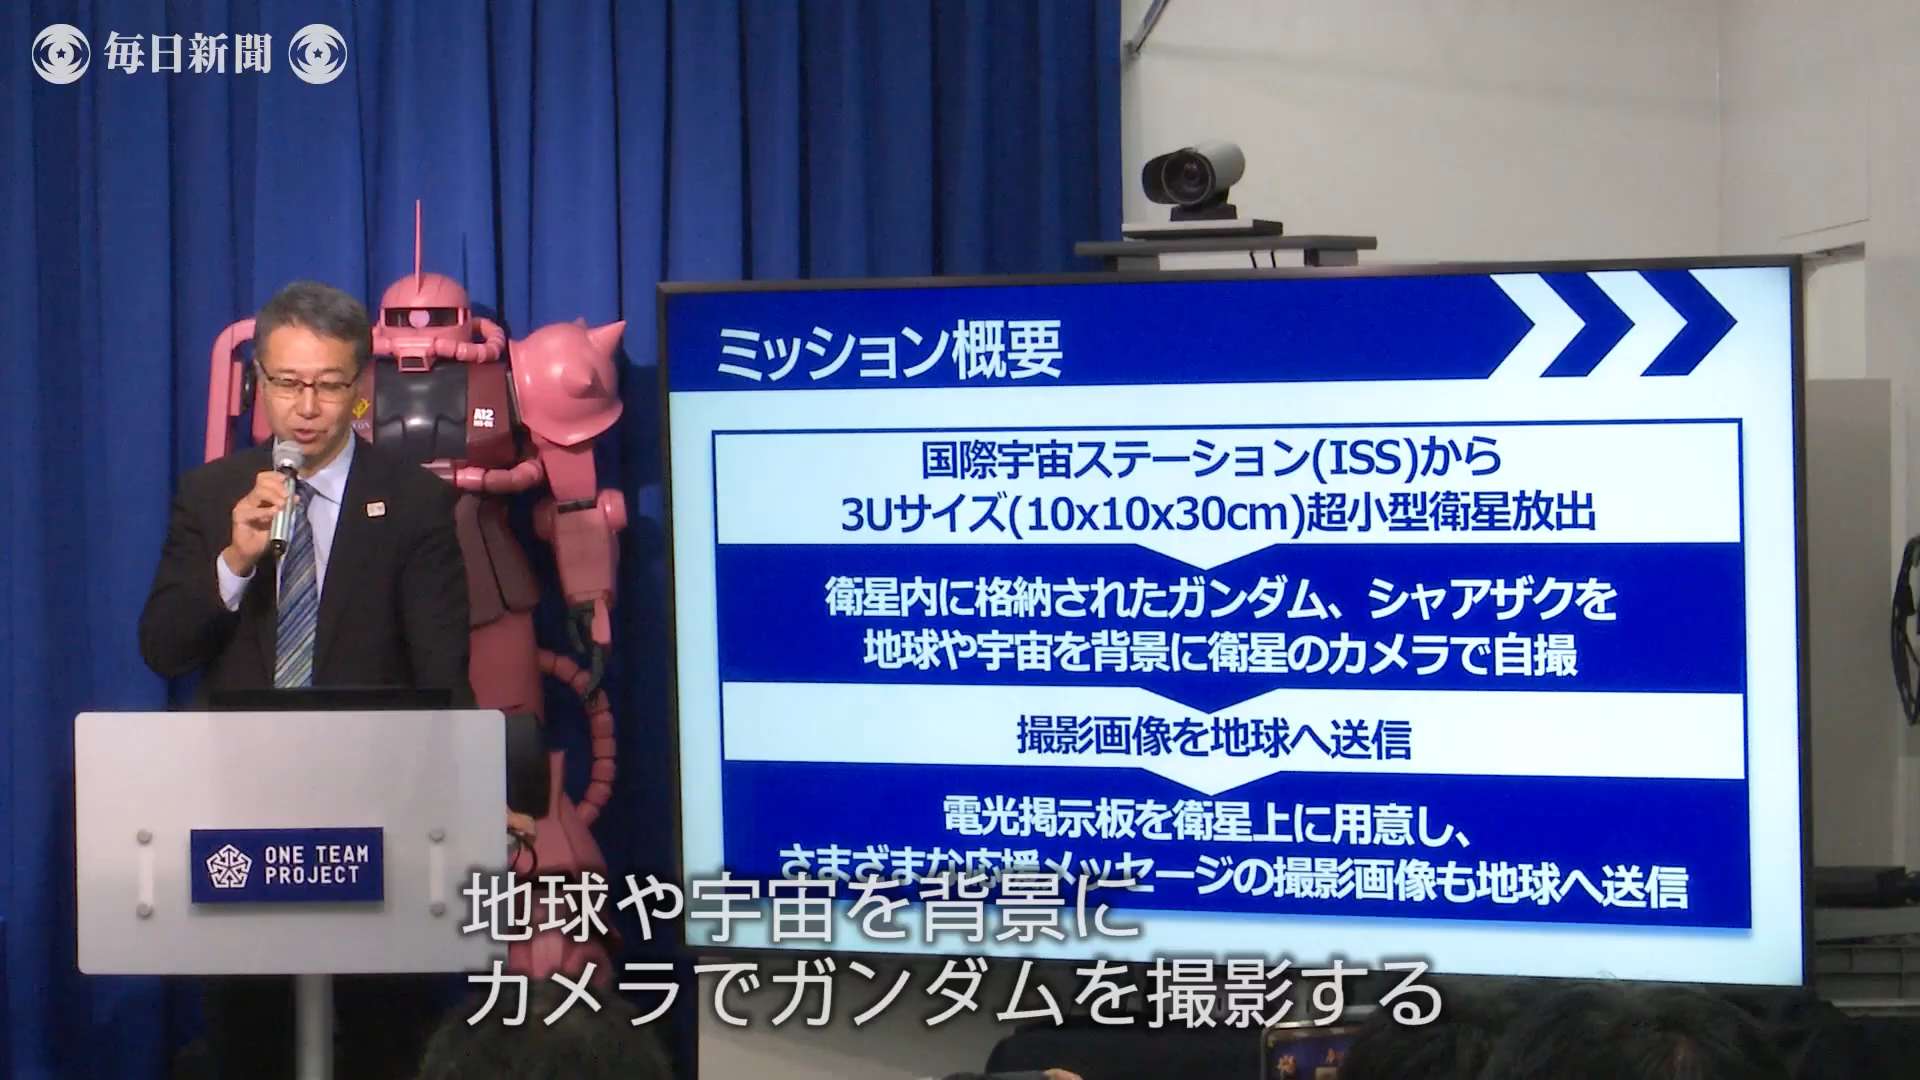 毎日新聞
A12
ミッション概要
国際宇宙ステーション(ISS)から
3Uサイズ(10x10x30cm)超小型衛星放出
衛星内に格納されたガンダム、シャアザクを
地球や宇宙を背景に衛星のカメラで自撮
撮影画像を地球へ送信
電光掲示板を衛星上に用意し、
さまざまな応援メッセージの撮影画像も地球へ送信
ONE TEAM
PROJECT
地球や宇宙を背景に
カメラでガンダムを撮影する